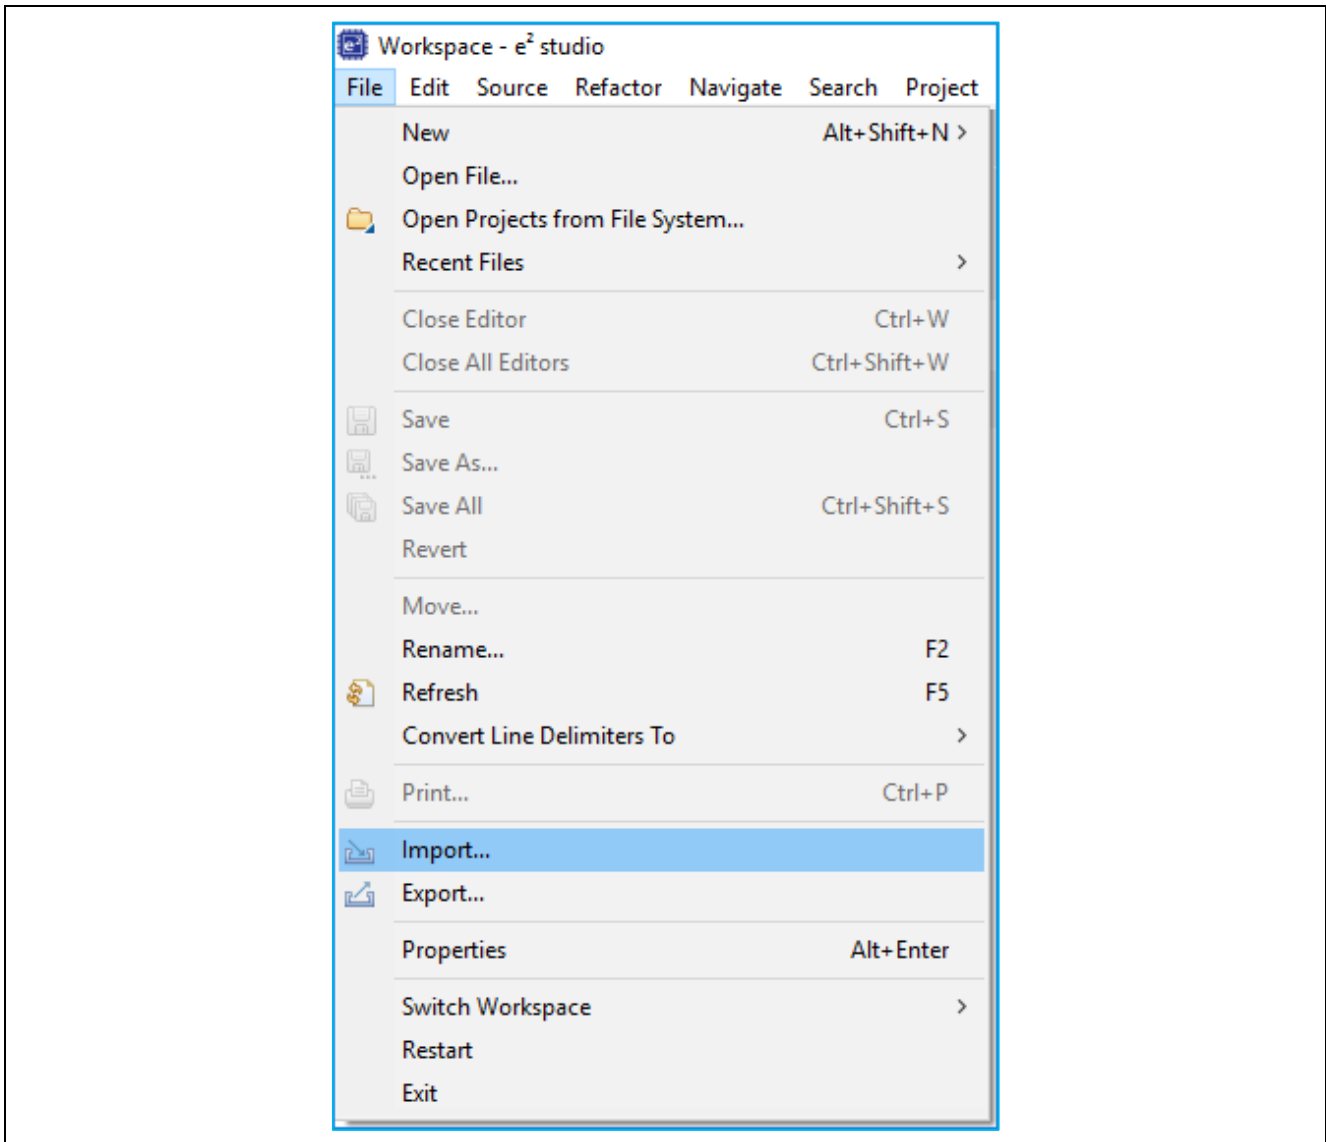 Workspace - e² studio
File Edit Source Refactor Navigate Search Project
New Alt+Shift+N >
Open File...
Open Projects from File System...
Recent Files >
Close Editor Ctrl+W
Close All Editors Ctrl+Shift+W
Save Ctrl+S
Save As...
Save All Ctrl+Shift+S
Revert
Move...
Rename... F2
Refresh F5
Convert Line Delimiters To >
Print... Ctrl+P
Import...
Export...
Properties Alt+Enter
Switch Workspace >
Restart
Exit